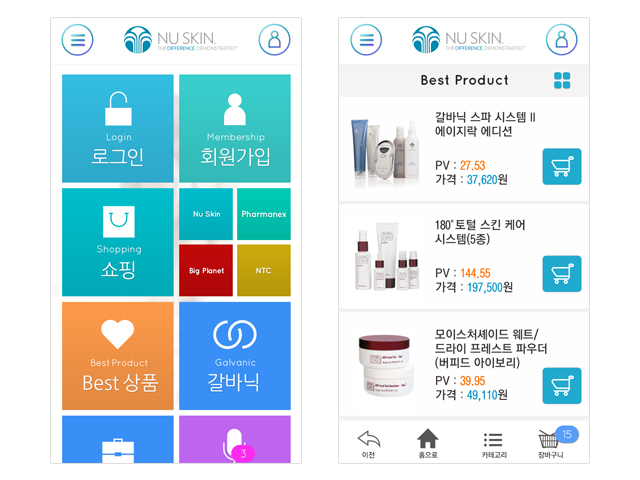 NU SKIN
THE DIFFERENCE. DEMONSTRATED.™
Login
로그인
Membership
회원가입
Shopping
쇼핑
Nu Skin
Pharmanex
Big Planet
NTC
Best Product
Best 상품
Galvanic
갈바닉
3
NU SKIN
THE DIFFERENCE. DEMONSTRATED.™
Best Product
갈바닉 스파 시스템 II
에이지락 에디션
PV : 27.53
가격 : 37,620원
180˚ 토털 스킨 케어
시스템(5종)
PV : 144.55
가격 : 197,500원
모이스처셰이드 웨트/
드라이 프레스트 파우더
(버피드 아이보리)
PV : 39.95
가격 : 49,110원
15
이전
홈으로
카테고리
장바구니